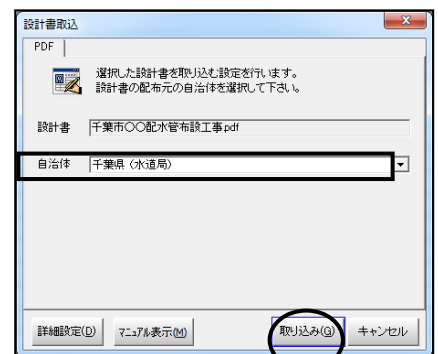 設計書取込
PDF
選択した設計書を取り込む設定を行います。
設計書の配布元の自治体を選択して下さい。
設計書 千葉市〇〇配水管布設工事.pdf
自治体 千葉県（水道局）
詳細設定(D) マニュアル表示(M) 取り込み(G) キャンセル